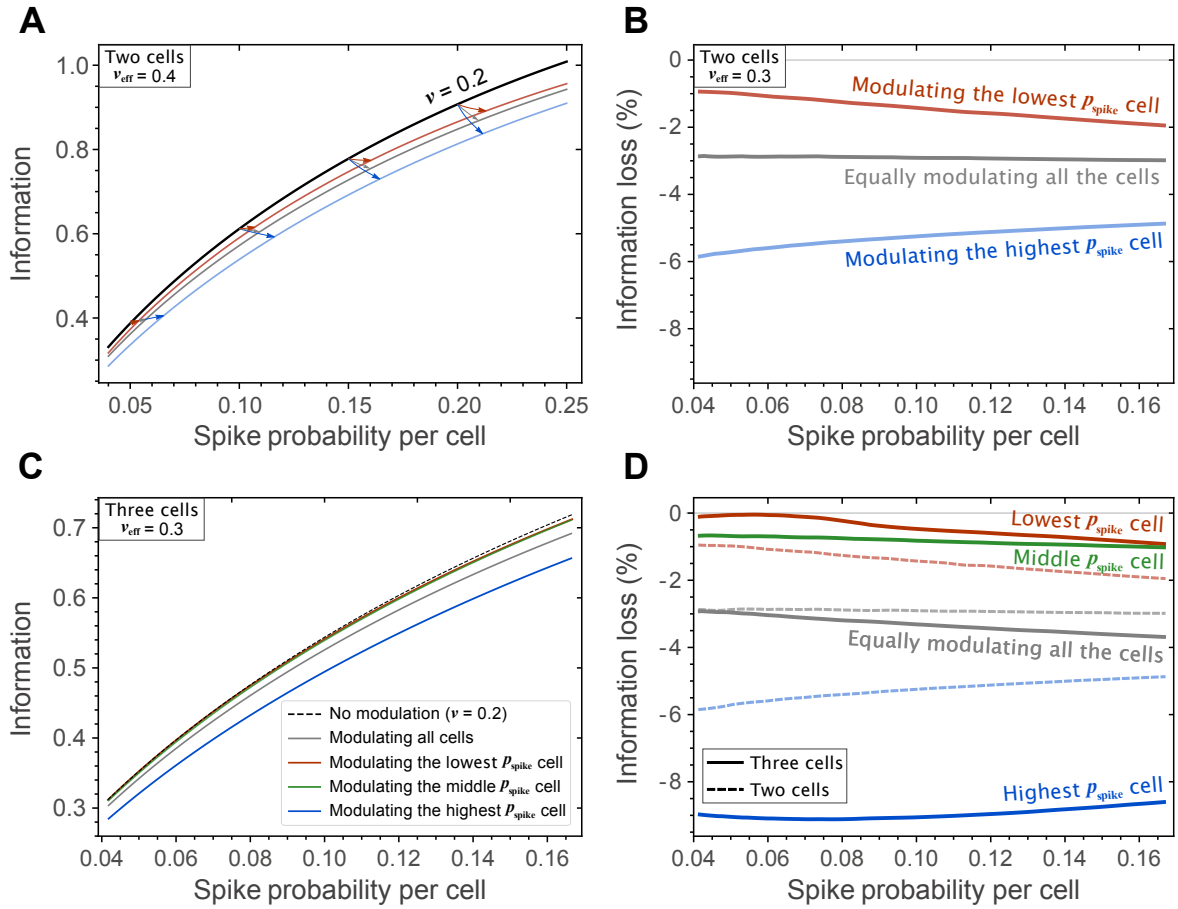 A
Two cells
v_eff = 0.4
v = 0.2
1.0
0.8
0.6
0.4
Information
0.05 0.10 0.15 0.20 0.25
Spike probability per cell
B
Two cells
v_eff = 0.3
Modulating the lowest p_spike cell
Equally modulating all the cells
Modulating the highest p_spike cell
0
-2
-4
-6
-8
Information loss (%)
0.04 0.06 0.08 0.10 0.12 0.14 0.16
Spike probability per cell
C
Three cells
v_eff = 0.3
0.7
0.6
0.5
0.4
0.3
Information
No modulation (v = 0.2)
Modulating all cells
Modulating the lowest p_spike cell
Modulating the middle p_spike cell
Modulating the highest p_spike cell
0.04 0.06 0.08 0.10 0.12 0.14 0.16
Spike probability per cell
D
Lowest p_spike cell
Middle p_spike cell
Equally modulating all the cells
Three cells
Two cells
Highest p_spike cell
0
-2
-4
-6
-8
Information loss (%)
0.04 0.06 0.08 0.10 0.12 0.14 0.16
Spike probability per cell